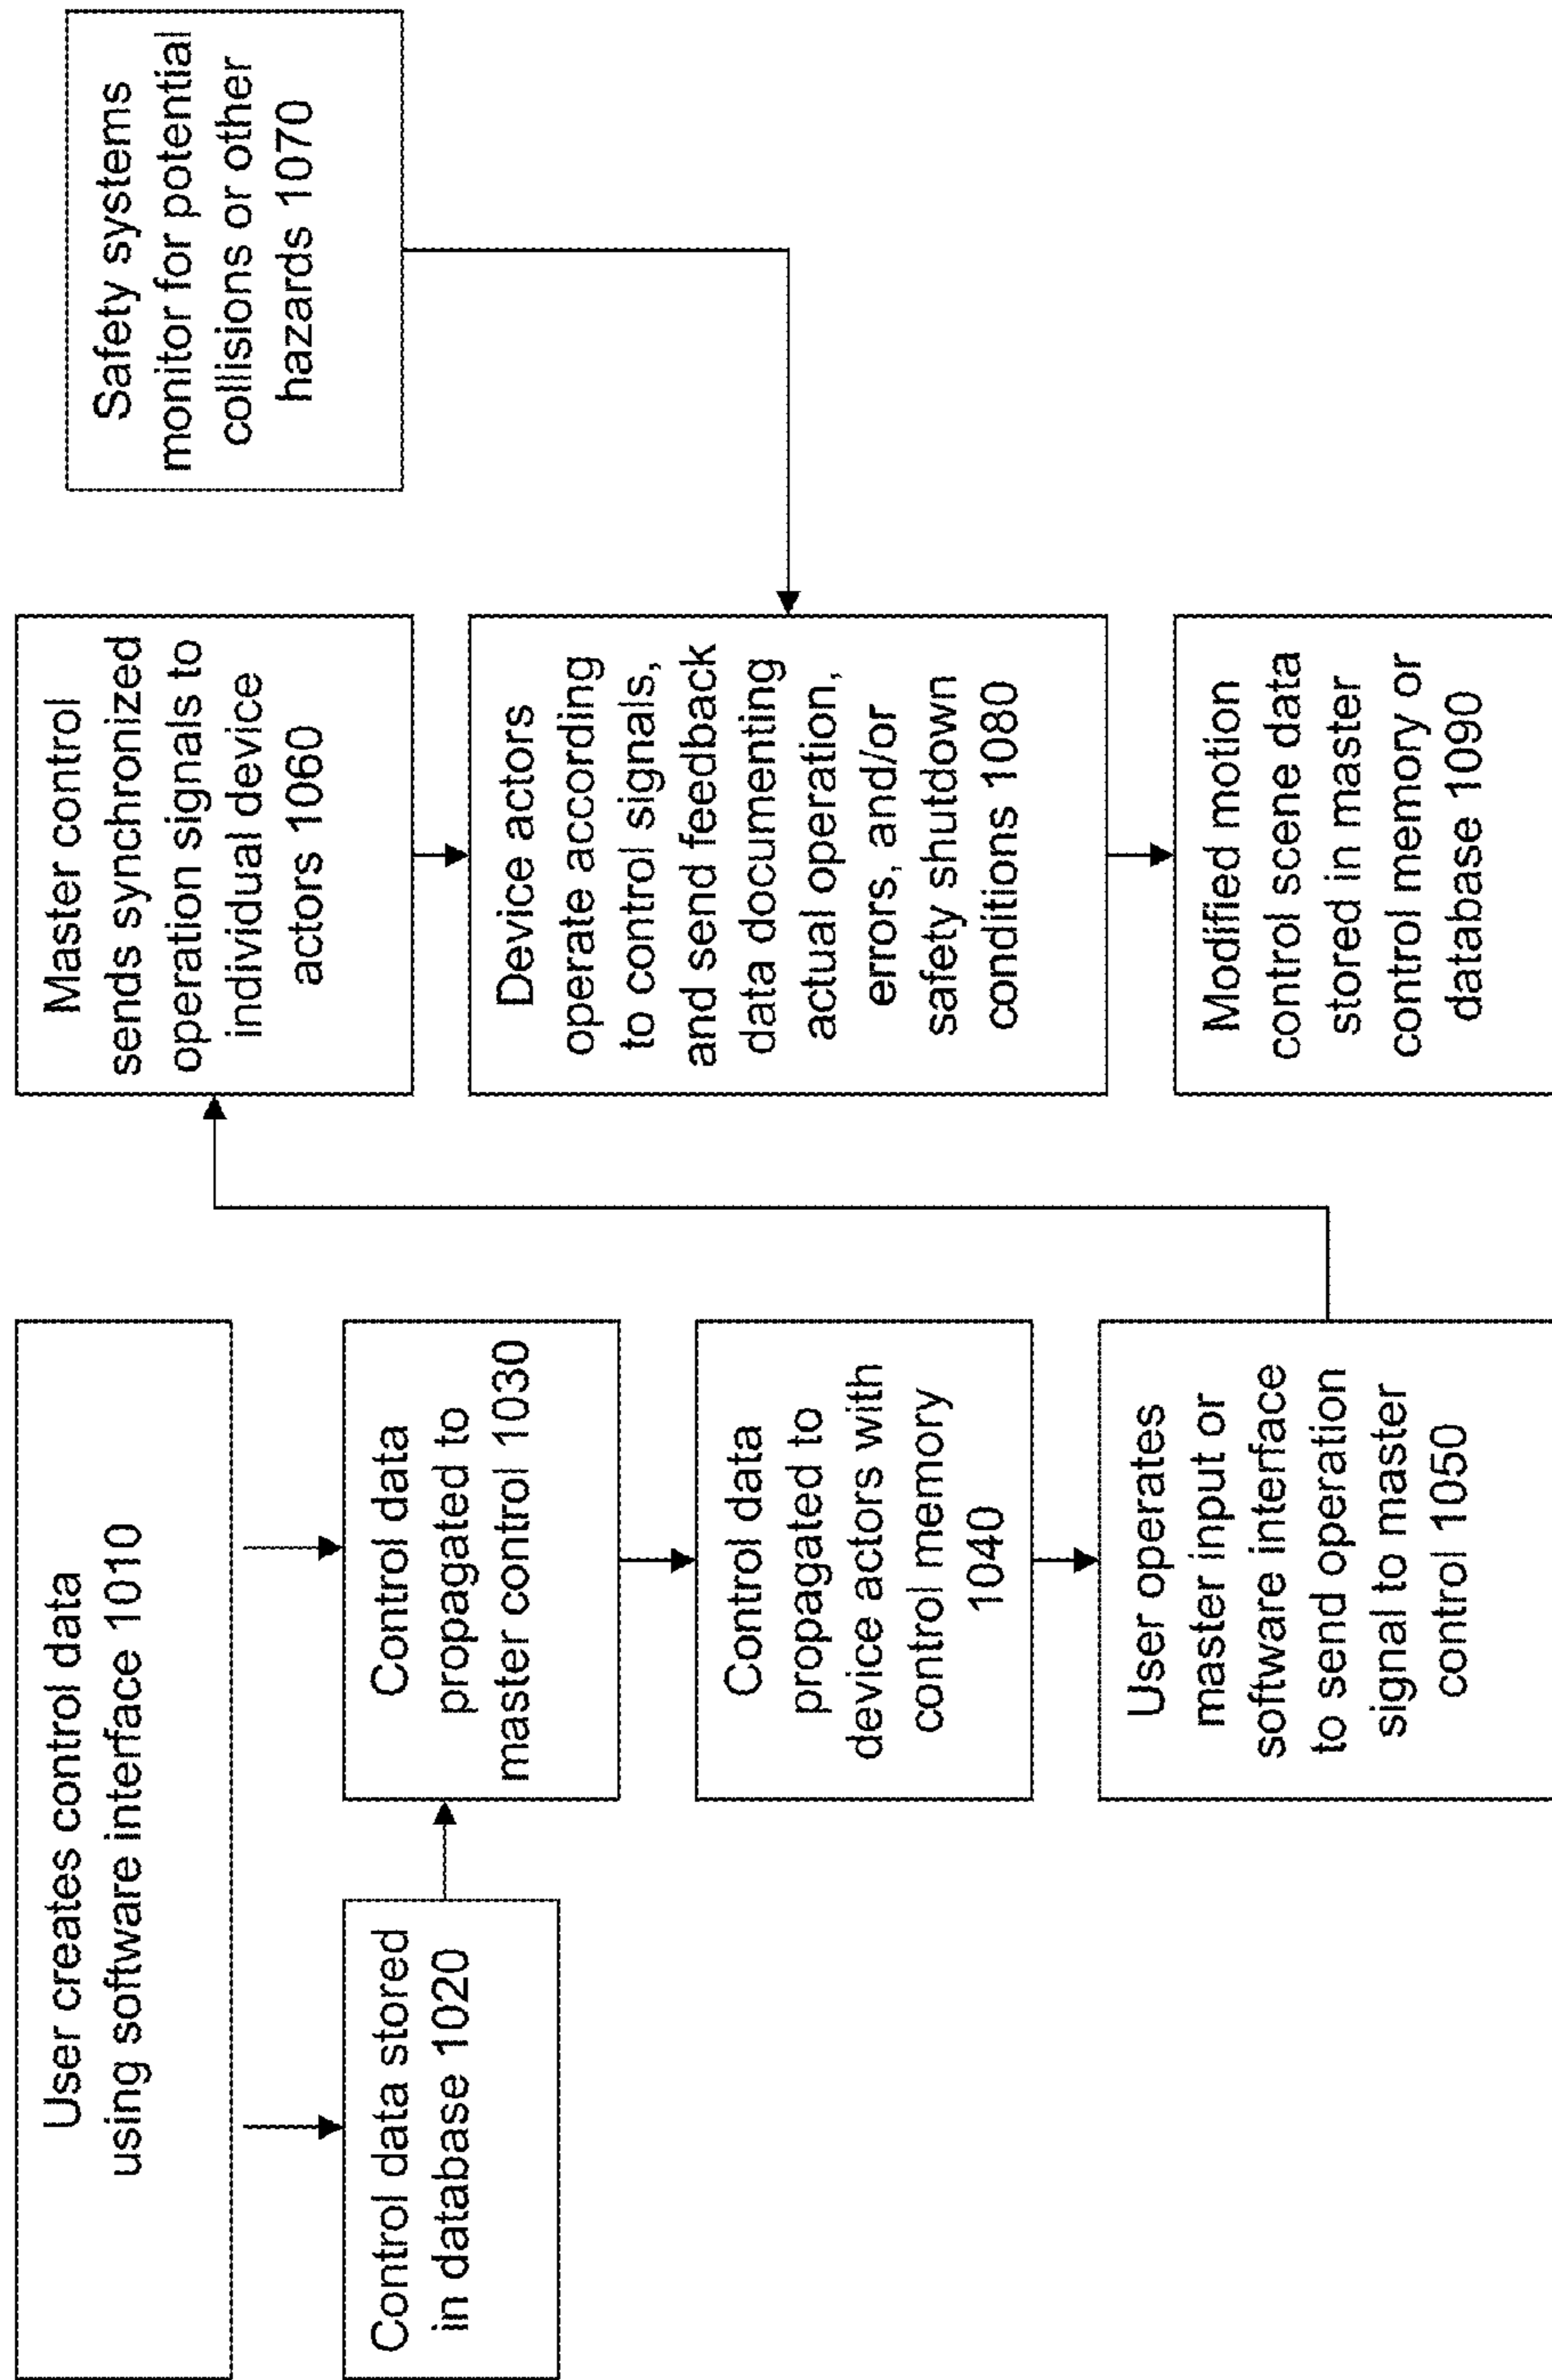 User creates control data
using software interface 1010
Control data stored
in database 1020
Control data
propagated to
master control 1030
Control data
propagated to
device actors with
control memory
1040
User operates
master input or
software interface
to send operation
signal to master
control 1050
Master control
sends synchronized
operation signals to
individual device
actors 1060
Safety systems
monitor for potential
collisions or other
hazards 1070
Device actors
operate according
to control signals,
and send feedback
data documenting
actual operation,
errors, and/or
safety shutdown
conditions 1080
Modified motion
control scene data
stored in master
control memory or
database 1090